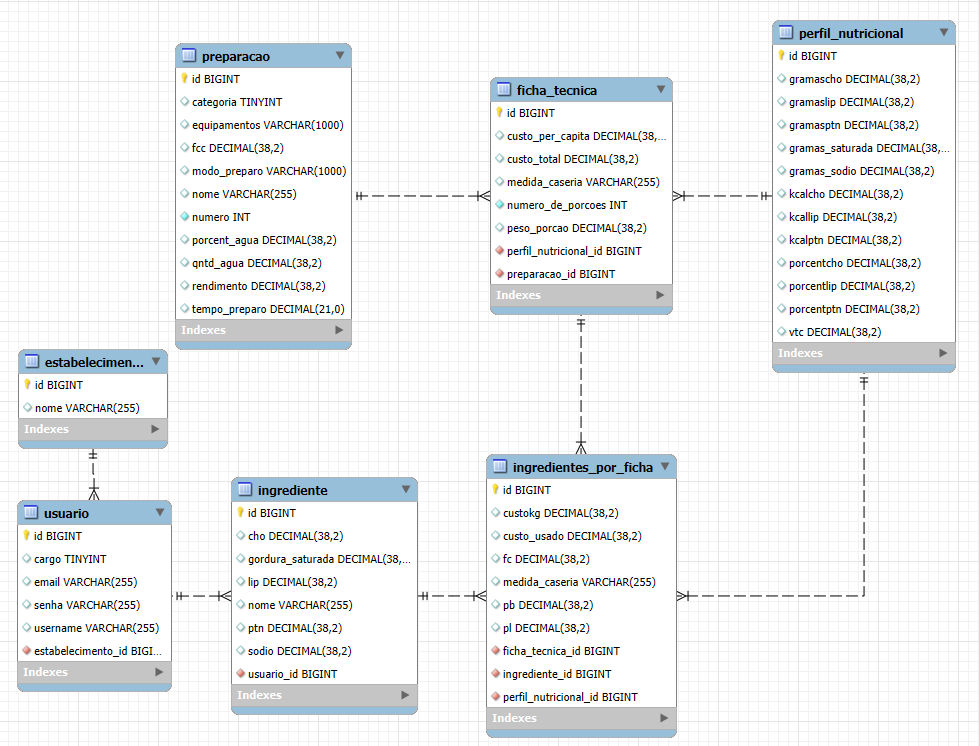 preparacao
id BIGINT
categoria TINYINT
equipamentos VARCHAR(1000)
fcc DECIMAL(38,2)
modo_preparo VARCHAR(1000)
nome VARCHAR(255)
numero INT
porcent_agua DECIMAL(38,2)
qntd_agua DECIMAL(38,2)
rendimento DECIMAL(38,2)
tempo_preparo DECIMAL(21,0)
Indexes
ficha_tecnica
id BIGINT
custo_per_capita DECIMAL(38,...
custo_total DECIMAL(38,2)
medida_caseria VARCHAR(255)
numero_de_porcoes INT
peso_porcao DECIMAL(38,2)
perfil_nutricional_id BIGINT
preparacao_id BIGINT
Indexes
perfil_nutricional
id BIGINT
gramascho DECIMAL(38,2)
gramaslip DECIMAL(38,2)
gramasptn DECIMAL(38,2)
gramas_saturada DECIMAL(38,...
gramas_sodio DECIMAL(38,2)
kcalcho DECIMAL(38,2)
kcallip DECIMAL(38,2)
kcalptn DECIMAL(38,2)
porcentcho DECIMAL(38,2)
porcentlip DECIMAL(38,2)
porcentptn DECIMAL(38,2)
vtc DECIMAL(38,2)
Indexes
estabelecimen...
id BIGINT
nome VARCHAR(255)
Indexes
usuario
id BIGINT
cargo TINYINT
email VARCHAR(255)
senha VARCHAR(255)
username VARCHAR(255)
estabelecimento_id BIGI...
Indexes
ingrediente
id BIGINT
cho DECIMAL(38,2)
gordura_saturada DECIMAL(38,...
lip DECIMAL(38,2)
nome VARCHAR(255)
ptn DECIMAL(38,2)
sodio DECIMAL(38,2)
usuario_id BIGINT
Indexes
ingredientes_por_ficha
id BIGINT
custokg DECIMAL(38,2)
custo_usado DECIMAL(38,2)
fc DECIMAL(38,2)
medida_caseria VARCHAR(255)
pb DECIMAL(38,2)
pl DECIMAL(38,2)
ficha_tecnica_id BIGINT
ingrediente_id BIGINT
perfil_nutricional_id BIGINT
Indexes